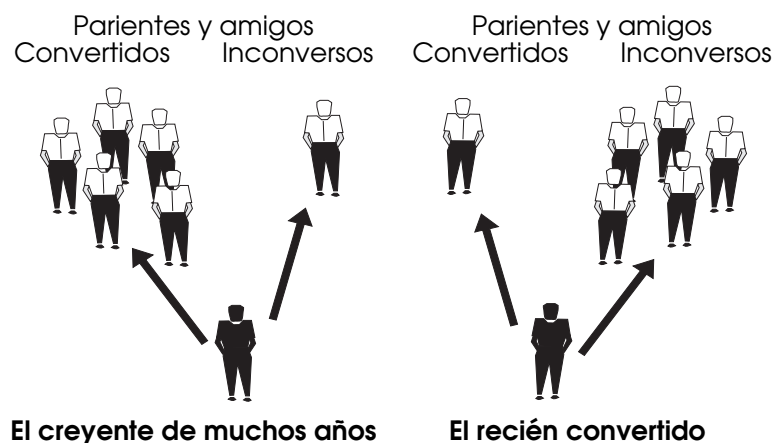 Parientes y amigos
Convertidos Inconversos
El creyente de muchos años
Parientes y amigos
Convertidos Inconversos
El recién convertido